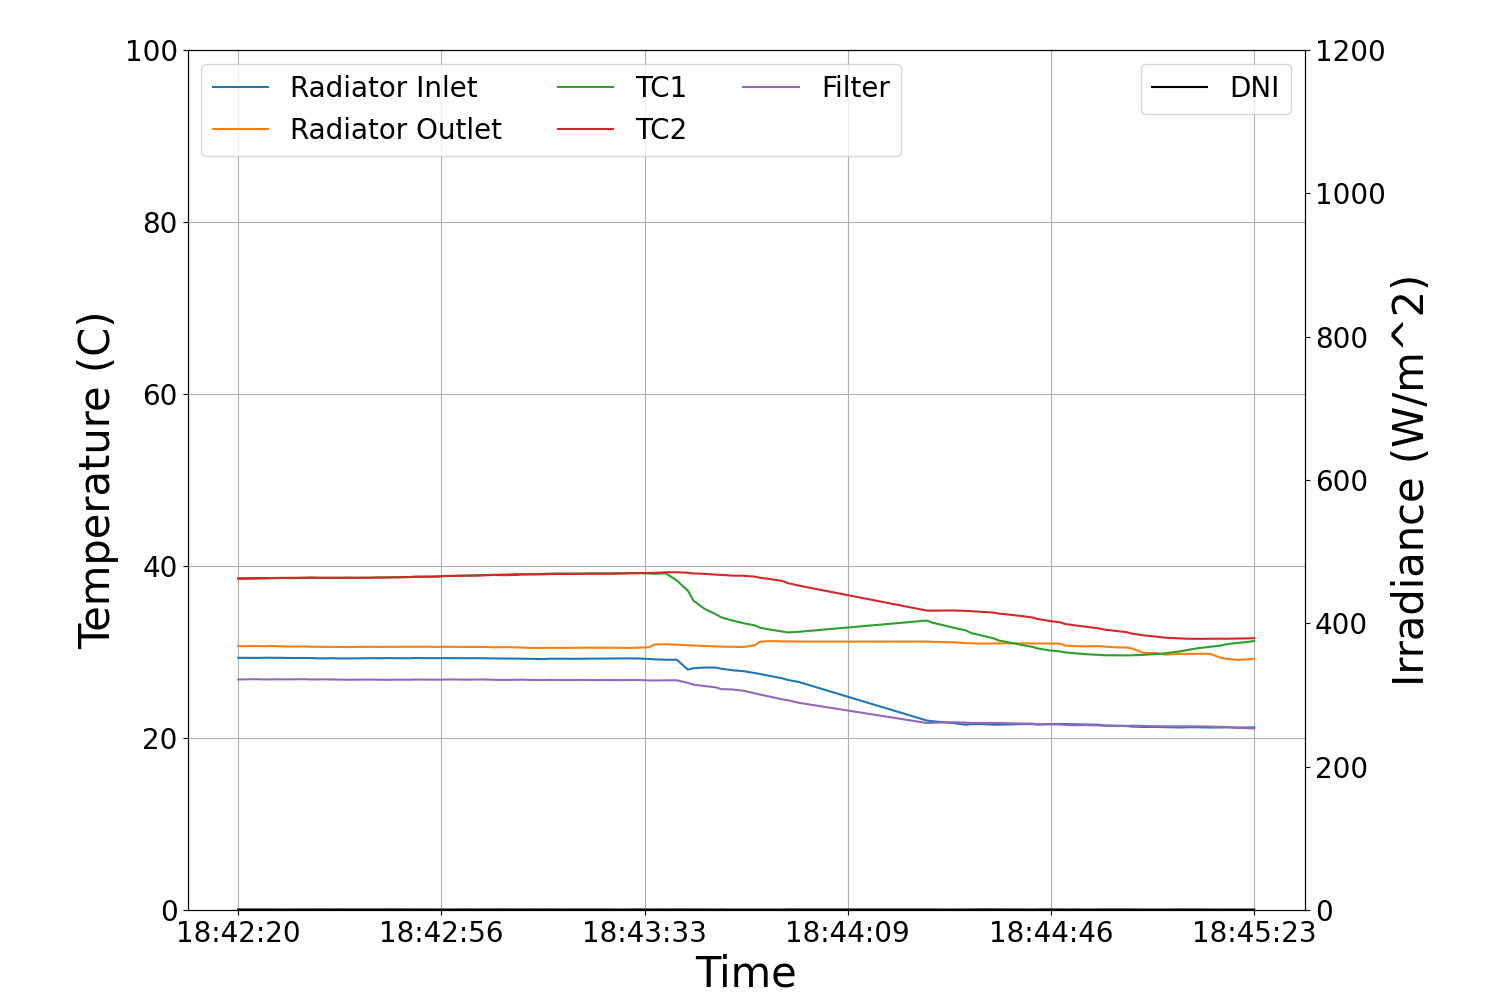 Radiator Inlet
Radiator Outlet
TC1
TC2
Filter
DNI
100
80
60
40
20
0
Temperature (C)
1200
1000
800
600
400
200
0
Irradiance (W/m^2)
18:42:20
18:42:56
18:43:33
18:44:09
18:44:46
18:45:23
Time